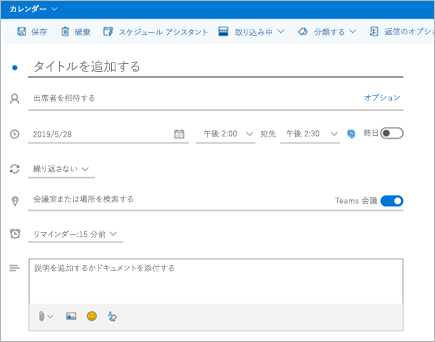 カレンダー
保存 破棄 スケジュール アシスタント 取り込み中 分類する 返信のオプショ
タイトルを追加する
出席者を招待する オプション
2019/5/28 午後 2:00 宛先 午後 2:30 終日
繰り返さない
会議室または場所を検索する Teams 会議
リマインダー:15 分前
説明を追加するかドキュメントを添付する